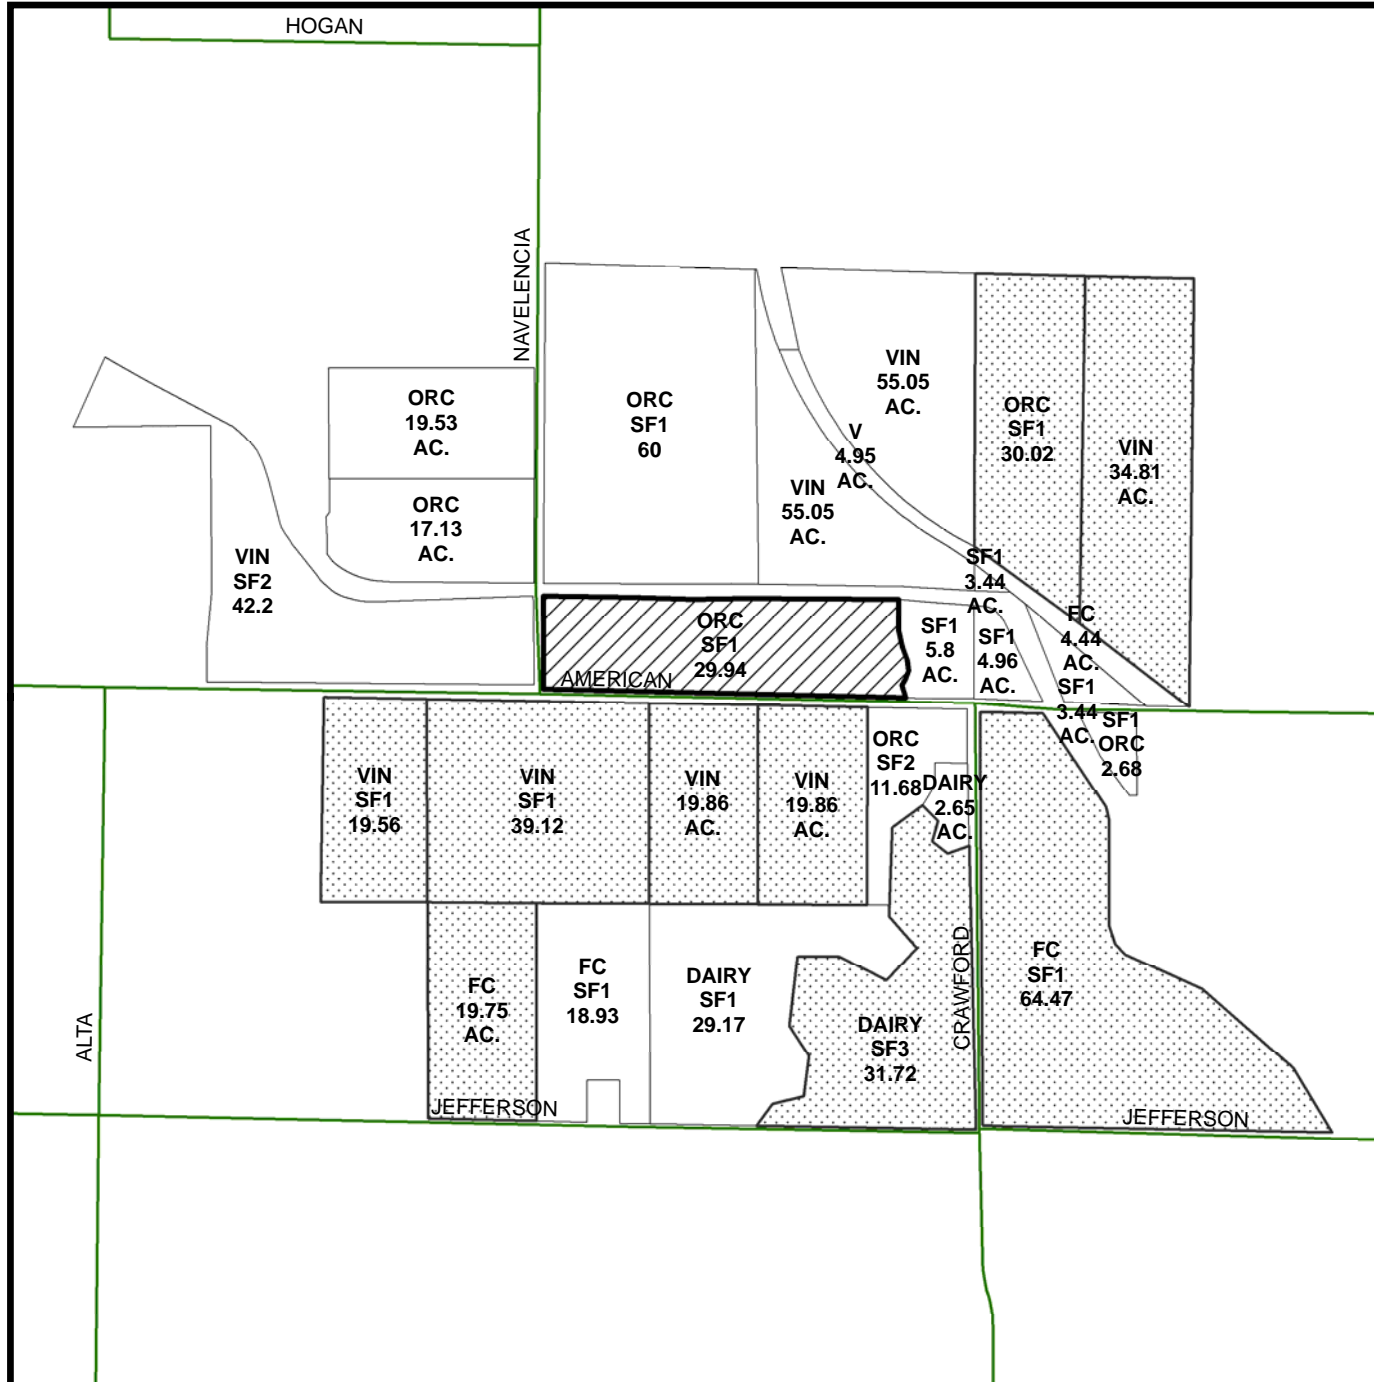 HOGAN
NAVELENCIA
VIN
55.05
AC.
ORC
19.53
AC.
ORC
SF1
60
ORC
SF1
30.02
V
4.95
AC.
VIN
34.81
AC.
VIN
55.05
AC.
ORC
17.13
AC.
VIN
SF2
42.2
SF1
3.44
AC.
FC
4.44
AC.
ORC
SF1
29.94
SF1
5.8
AC.
SF1
4.96
AC.
AMERICAN
SF1
3.44
AC.
SF1
ORC
2.68
ORC
SF2
11.68
VIN
SF1
19.56
VIN
SF1
39.12
VIN
19.86
AC.
VIN
19.86
AC.
DAIRY
2.65
AC.
CRAWFORD
FC
SF1
64.47
FC
19.75
AC.
FC
SF1
18.93
DAIRY
SF1
29.17
DAIRY
SF3
31.72
ALTA
JEFFERSON
JEFFERSON